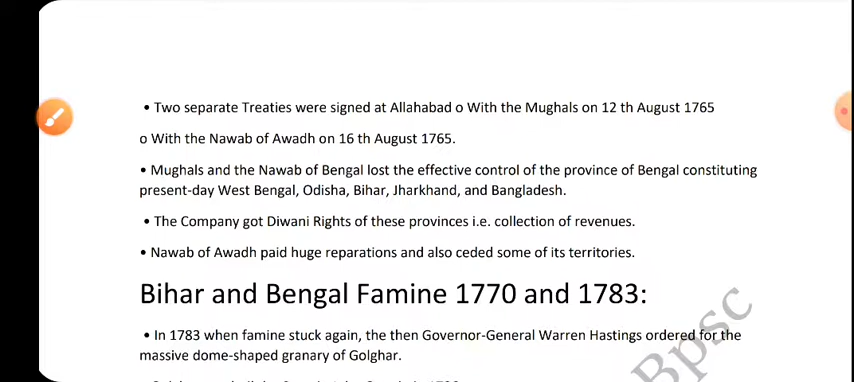 • Two separate Treaties were signed at Allahabad o With the Mughals on 12 th August 1765
o With the Nawab of Awadh on 16 th August 1765.
• Mughals and the Nawab of Bengal lost the effective control of the province of Bengal constituting
present-day West Bengal, Odisha, Bihar, Jharkhand, and Bangladesh.
• The Company got Diwani Rights of these provinces i.e. collection of revenues.
• Nawab of Awadh paid huge reparations and also ceded some of its territories.
Bihar and Bengal Famine 1770 and 1783:
• In 1783 when famine stuck again, the then Governor-General Warren Hastings ordered for the
massive dome-shaped granary of Golghar.
Bpsc